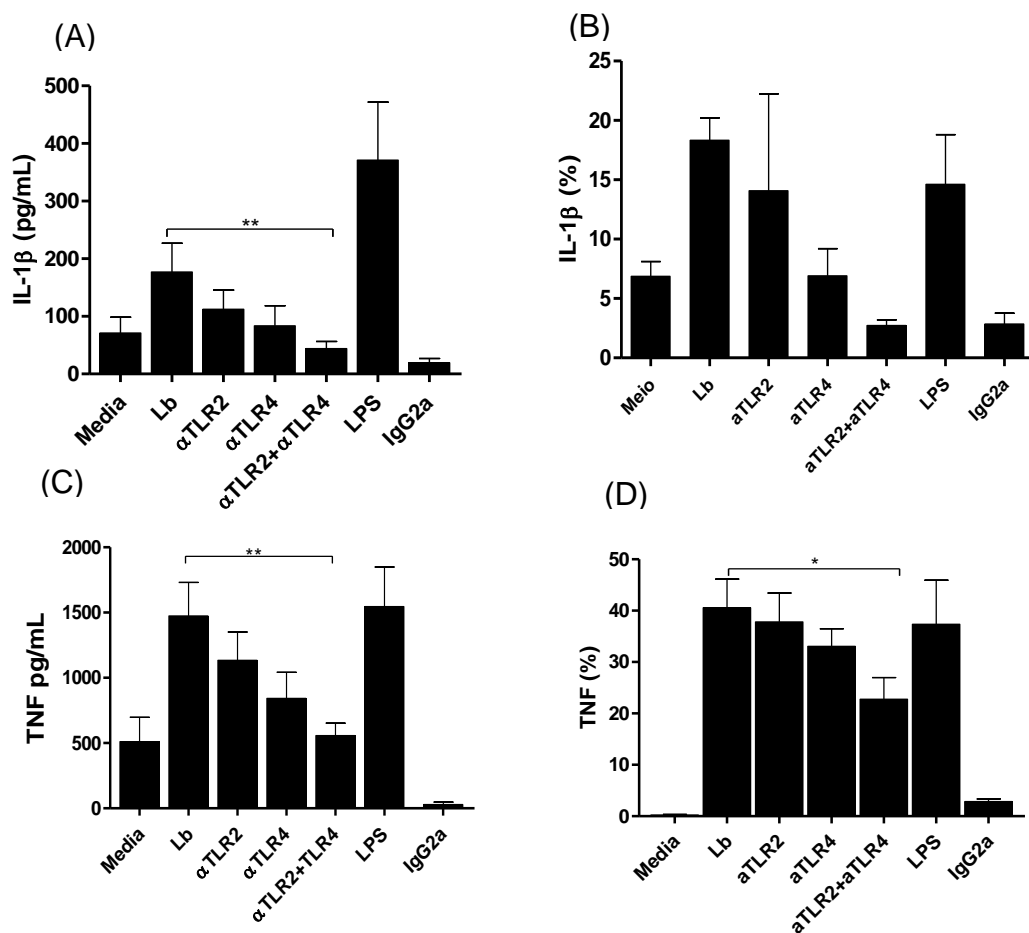 (A)
IL-1β (pg/mL)
500
400
300
200
100
0
**
Media
Lb
αTLR2
αTLR4
αTLR2+αTLR4
LPS
IgG2a
(B)
IL-1β (%)
25
20
15
10
5
0
Meio
Lb
aTLR2
aTLR4
aTLR2+aTLR4
LPS
IgG2a
(C)
TNF pg/mL
2000
1500
1000
500
0
**
Media
Lb
αTLR2
αTLR4
αTLR2+TLR4
LPS
IgG2a
(D)
TNF (%)
50
40
30
20
10
0
*
Media
Lb
aTLR2
aTLR4
aTLR2+aTLR4
LPS
IgG2a